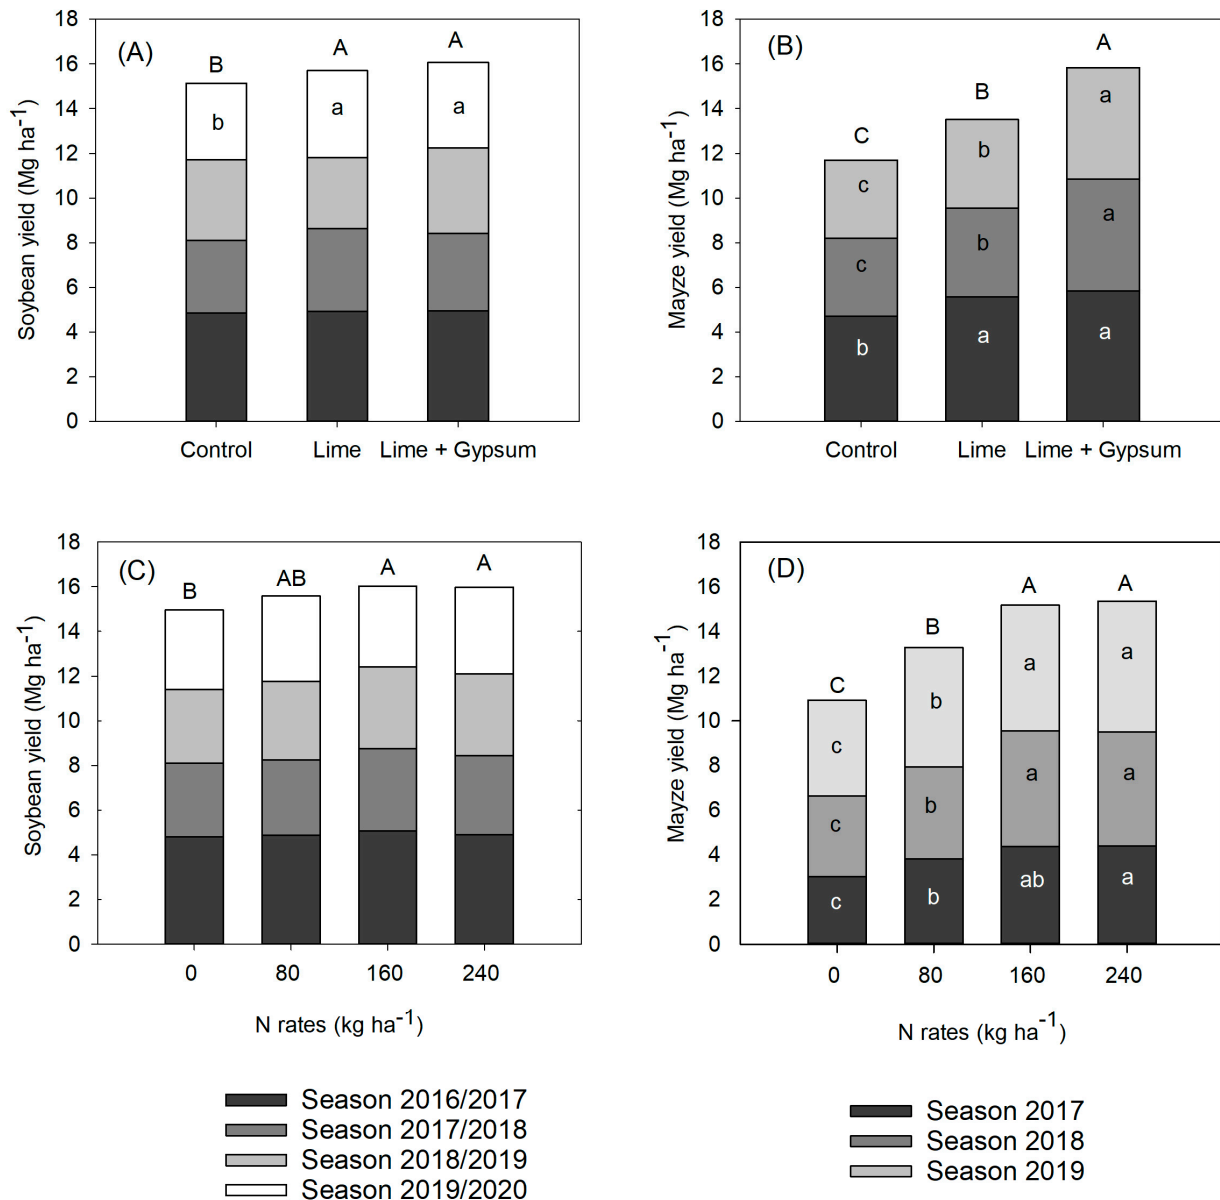 (A)
Soybean yield (Mg ha⁻¹)
18
16
14
12
10
8
6
4
2
0
B
A
A
b
a
a
Control
Lime
Lime + Gypsum
(B)
Mayze yield (Mg ha⁻¹)
18
16
14
12
10
8
6
4
2
0
C
B
A
c
b
a
c
b
a
b
a
a
Control
Lime
Lime + Gypsum
(C)
Soybean yield (Mg ha⁻¹)
18
16
14
12
10
8
6
4
2
0
B
AB
A
A
0
80
160
240
N rates (kg ha⁻¹)
(D)
Mayze yield (Mg ha⁻¹)
18
16
14
12
10
8
6
4
2
0
C
B
A
A
c
b
a
a
c
b
a
a
c
b
ab
a
0
80
160
240
N rates (kg ha⁻¹)
Season 2016/2017
Season 2017/2018
Season 2018/2019
Season 2019/2020
Season 2017
Season 2018
Season 2019